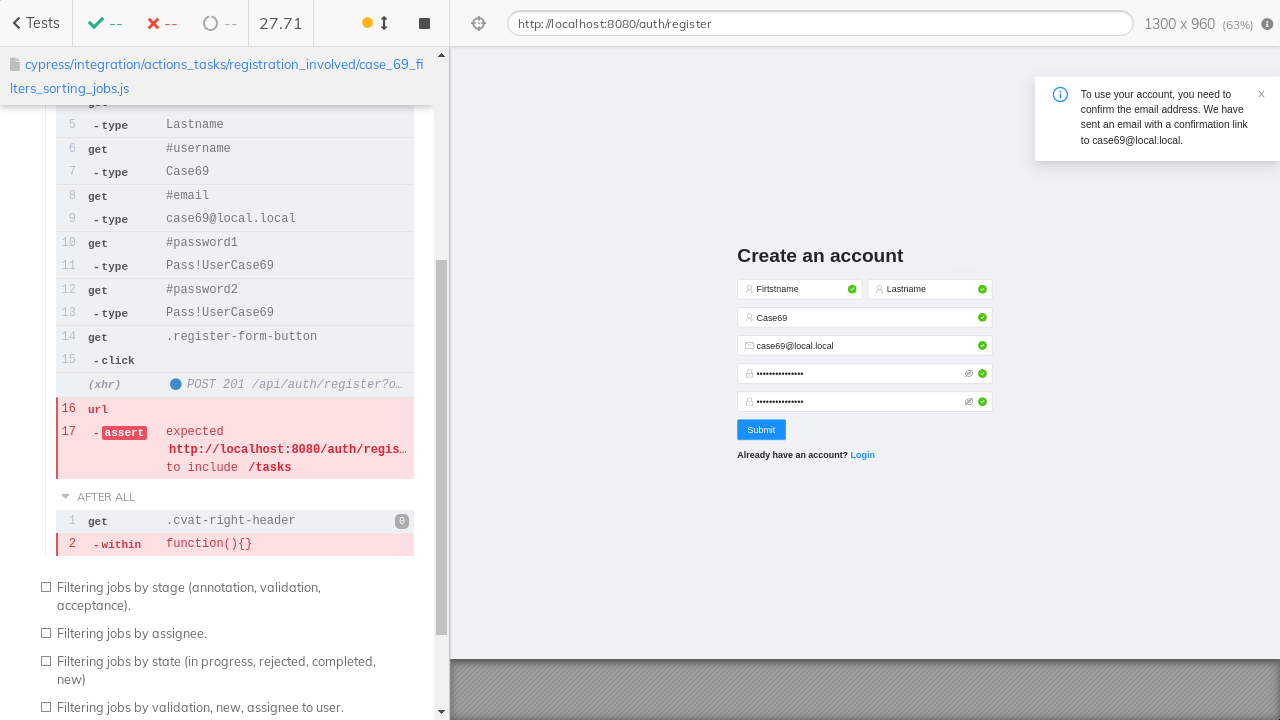 Tests
--
--
--
27.71
http://localhost:8080/auth/register
1300 x 960 (63%)
cypress/integration/actions_tasks/registration_involved/case_69_fi
lters_sorting_jobs.js
5 -type Lastname
6 get #username
7 -type Case69
8 get #email
9 -type case69@local.local
10 get #password1
11 -type Pass!UserCase69
12 get #password2
13 -type Pass!UserCase69
14 get .register-form-button
15 -click
(xhr) POST 201 /api/auth/register?o…
16 url
17 -assert expected
http://localhost:8080/auth/regis…
to include /tasks
AFTER ALL
1 get .cvat-right-header 0
2 -within function(){}
Filtering jobs by stage (annotation, validation,
acceptance).
Filtering jobs by assignee.
Filtering jobs by state (in progress, rejected, completed,
new)
Filtering jobs by validation, new, assignee to user.
To use your account, you need to
confirm the email address. We have
sent an email with a confirmation link
to case69@local.local.
Create an account
Firtstname
Lastname
Case69
case69@local.local
•••••••••••••••
•••••••••••••••
Submit
Already have an account? Login